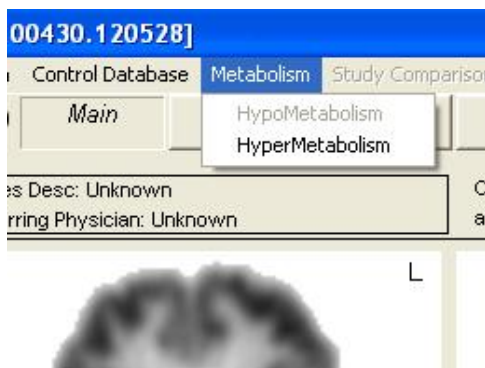 00430.120528]
Control Database Metabolism Study Compariso
Main
HypoMetabolism
HyperMetabolism
es Desc: Unknown
rring Physician: Unknown
L